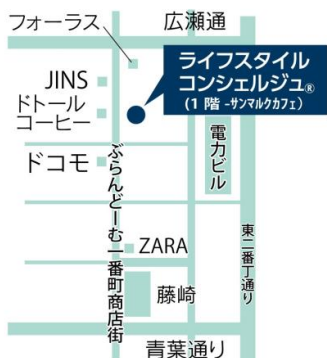 フォーラス
広瀬通
ライフスタイル
コンシェルジュ®
(1階-サンマルクカフェ)
JINS
ドトール
コーヒー
電力ビル
ドコモ
ぶらんどーむ一番町商店街
東二番丁通り
ZARA
藤崎
青葉通り